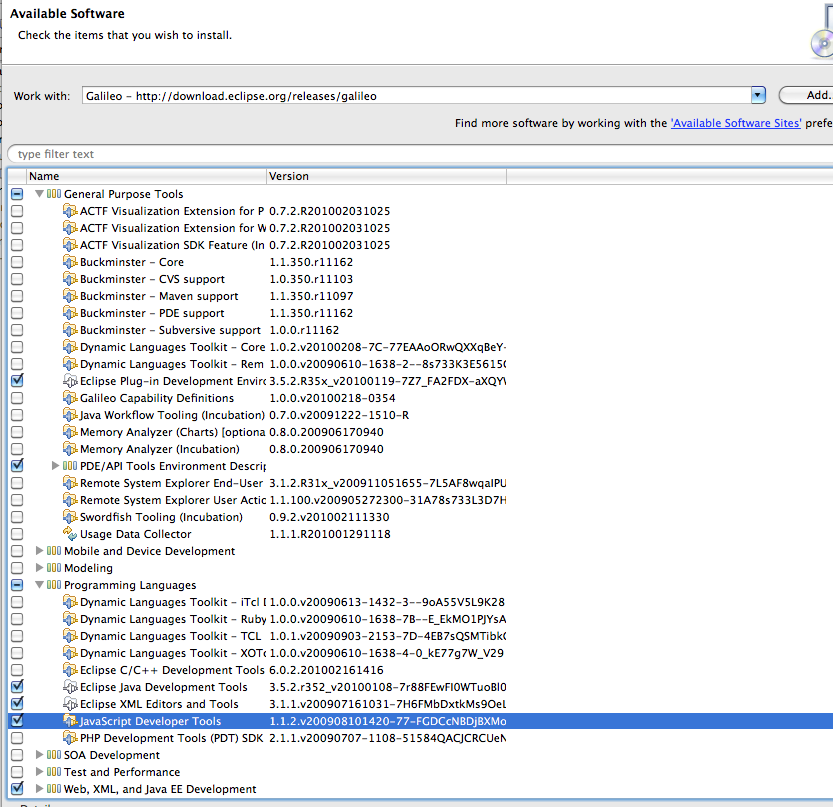 Available Software
Check the items that you wish to install.
Work with: Galileo – http://download.eclipse.org/releases/galileo Add..
Find more software by working with the 'Available Software Sites' prefe
type filter text
Name Version
General Purpose Tools
ACTF Visualization Extension for P 0.7.2.R201002031025
ACTF Visualization Extension for W 0.7.2.R201002031025
ACTF Visualization SDK Feature (In 0.7.2.R201002031025
Buckminster – Core 1.1.350.r11162
Buckminster – CVS support 1.0.350.r11103
Buckminster – Maven support 1.1.350.r11097
Buckminster – PDE support 1.1.350.r11162
Buckminster – Subversive support 1.0.0.r11162
Dynamic Languages Toolkit – Core 1.0.2.v20100208-7C-77EAAoORwQXXqBeY-
Dynamic Languages Toolkit – Rem 1.0.0.v20090610-1638-2--8s733K3E5615
Eclipse Plug-in Development Enviro 3.5.2.R35x_v20100119-7Z7_FA2FDX-aXQY
Galileo Capability Definitions 1.0.0.v20100218-0354
Java Workflow Tooling (Incubation) 0.7.0.v20091222-1510-R
Memory Analyzer (Charts) [optiona 0.8.0.200906170940
Memory Analyzer (Incubation) 0.8.0.200906170940
PDE/API Tools Environment Descrip
Remote System Explorer End-User 3.1.2.R31x_v200911051655-7L5AF8wqaIPU
Remote System Explorer User Actio 1.1.100.v200905272300-31A78s733L3D7H
Swordfish Tooling (Incubation) 0.9.2.v201002111330
Usage Data Collector 1.1.1.R201001291118
Mobile and Device Development
Modeling
Programming Languages
Dynamic Languages Toolkit – iTcl 1.0.0.v20090613-1432-3--9oA55V5L9K28
Dynamic Languages Toolkit – Ruby 1.0.0.v20090610-1638-7B--E_EkMO1PJYsA
Dynamic Languages Toolkit – TCL 1.0.1.v20090903-2153-7D-4EB7sQSMTibk
Dynamic Languages Toolkit – XOTc 1.0.0.v20090610-1638-4-0_kE77g7W_V29
Eclipse C/C++ Development Tools 6.0.2.201002161416
Eclipse Java Development Tools 3.5.2.r352_v20100108-7r88FEwFI0WTuoBl0
Eclipse XML Editors and Tools 3.1.1.v200907161031-7H6FMbDxtkMs9OeL
JavaScript Developer Tools 1.1.2.v200908101420-77-FGDCcNBDjBXMo
PHP Development Tools (PDT) SDK 2.1.1.v20090707-1108-51584QACJCRCUeN
SOA Development
Test and Performance
Web, XML, and Java EE Development